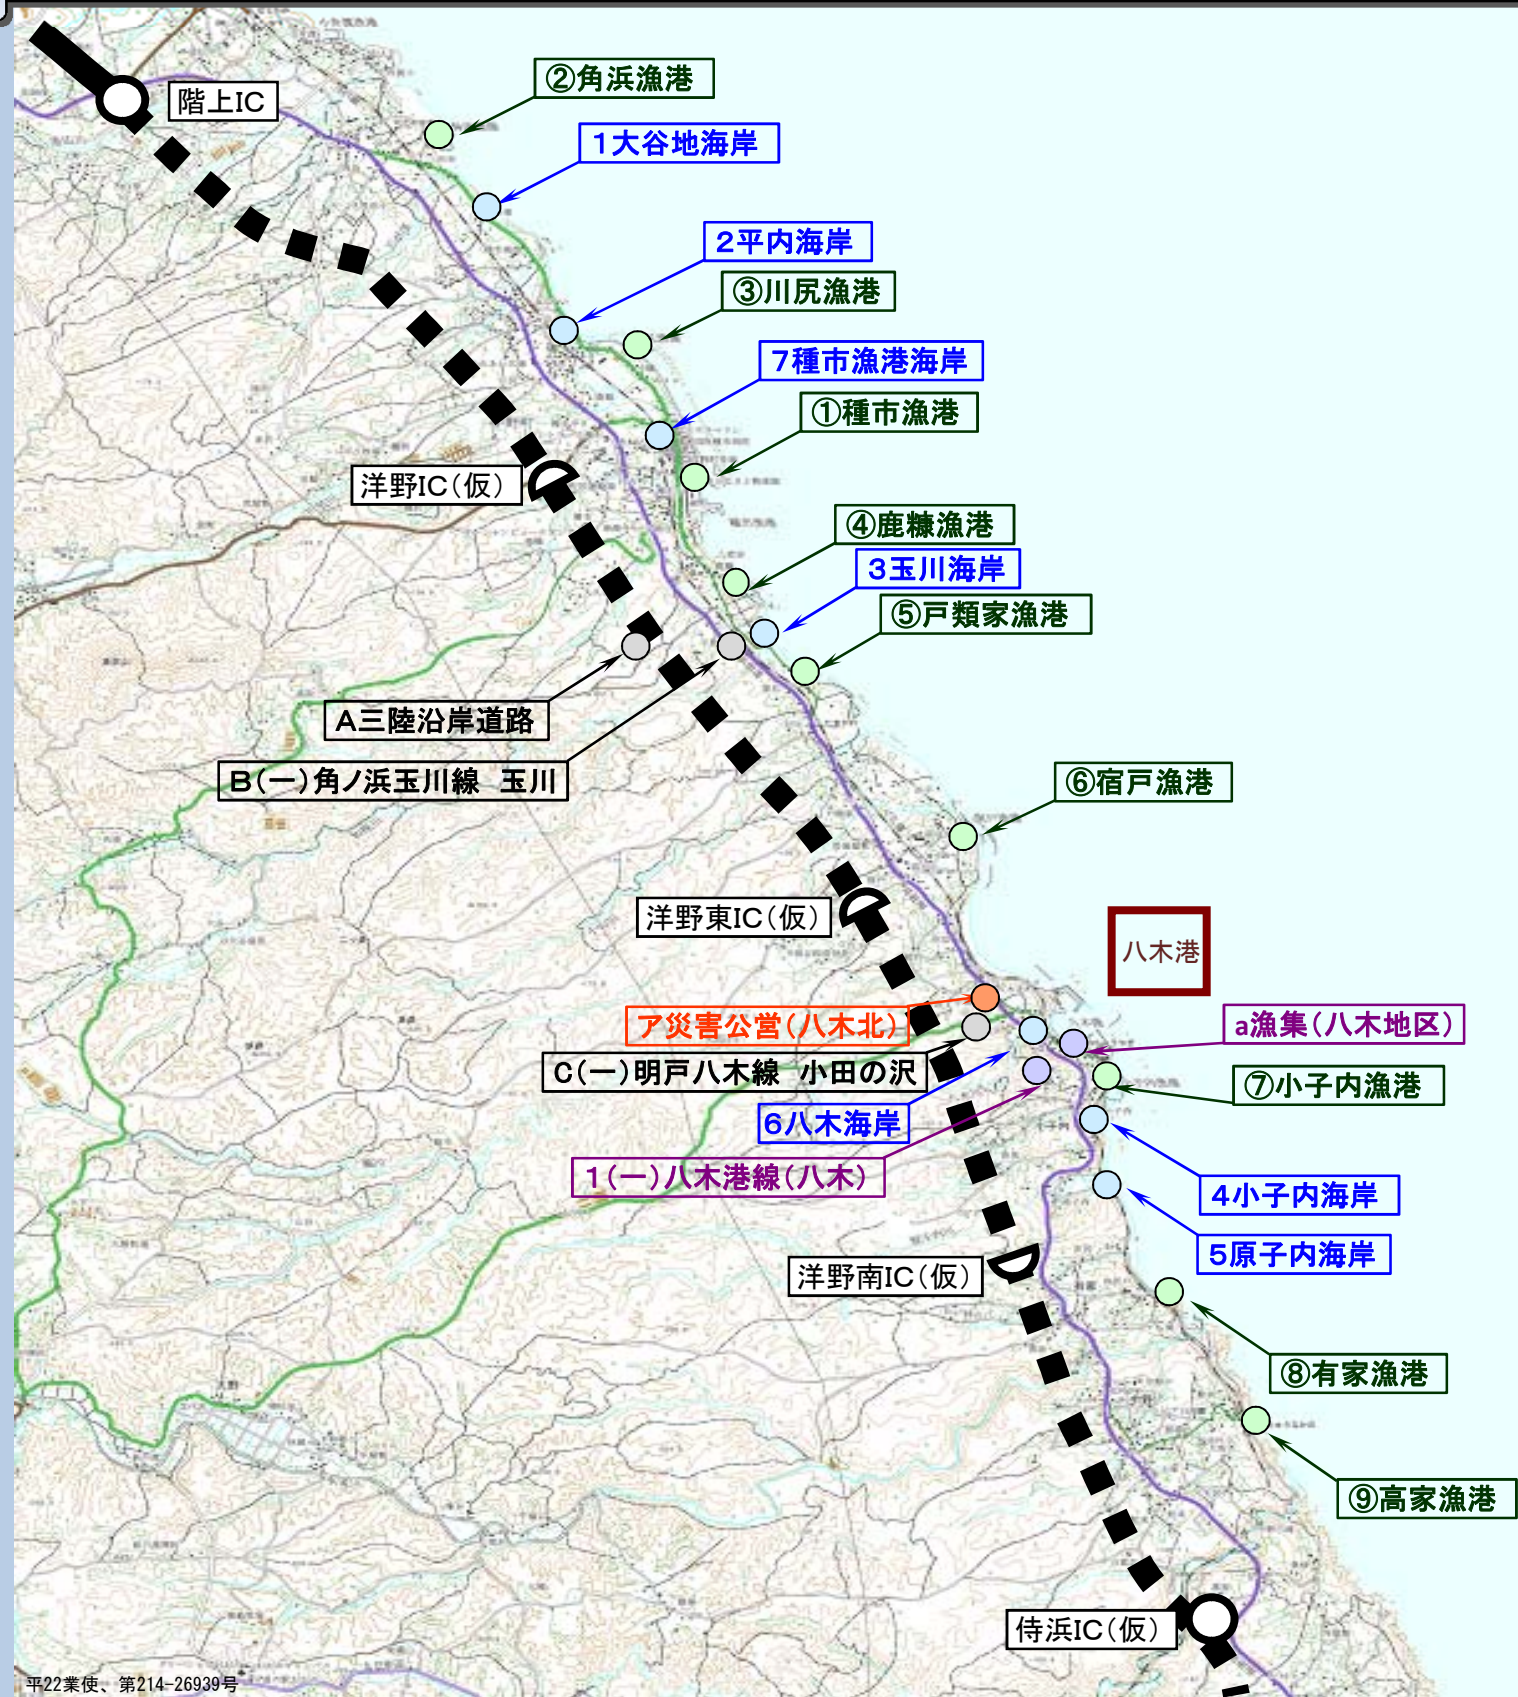 ②角浜漁港
階上IC
1大谷地海岸
2平内海岸
③川尻漁港
7種市漁港海岸
①種市漁港
洋野IC(仮)
④鹿糠漁港
3玉川海岸
⑤戸類家漁港
A三陸沿岸道路
B(一)角ノ浜玉川線 玉川
⑥宿戸漁港
洋野東IC(仮)
八木港
ア災害公営(八木北)
a漁集(八木地区)
C(一)明戸八木線 小田の沢
⑦小子内漁港
6八木海岸
1(一)八木港線(八木)
4小子内海岸
5原子内海岸
洋野南IC(仮)
⑧有家漁港
⑨高家漁港
侍浜IC(仮)
平22業使、第214-26939号